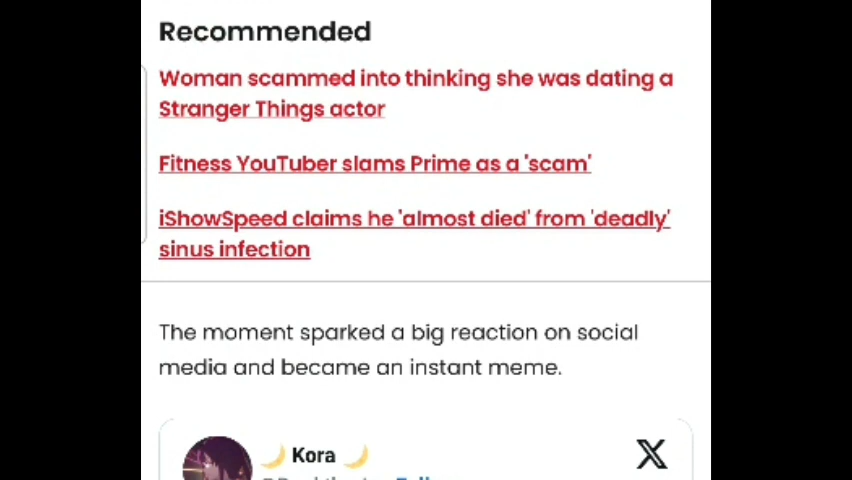 Recommended
Woman scammed into thinking she was dating a
Stranger Things actor
Fitness YouTuber slams Prime as a 'scam'
iShowSpeed claims he 'almost died' from 'deadly'
sinus infection
The moment sparked a big reaction on social
media and became an instant meme.
🌙 Kora 🌙
X